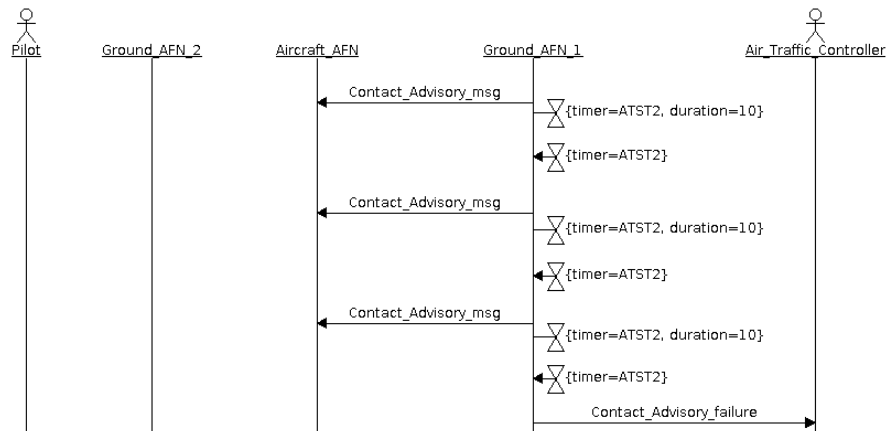 Pilot
Ground_AFN_2
Aircraft_AFN
Ground_AFN_1
Air_Traffic_Controller
Contact_Advisory_msg
{timer=ATST2, duration=10}
{timer=ATST2}
Contact_Advisory_msg
{timer=ATST2, duration=10}
{timer=ATST2}
Contact_Advisory_msg
{timer=ATST2, duration=10}
{timer=ATST2}
Contact_Advisory_failure